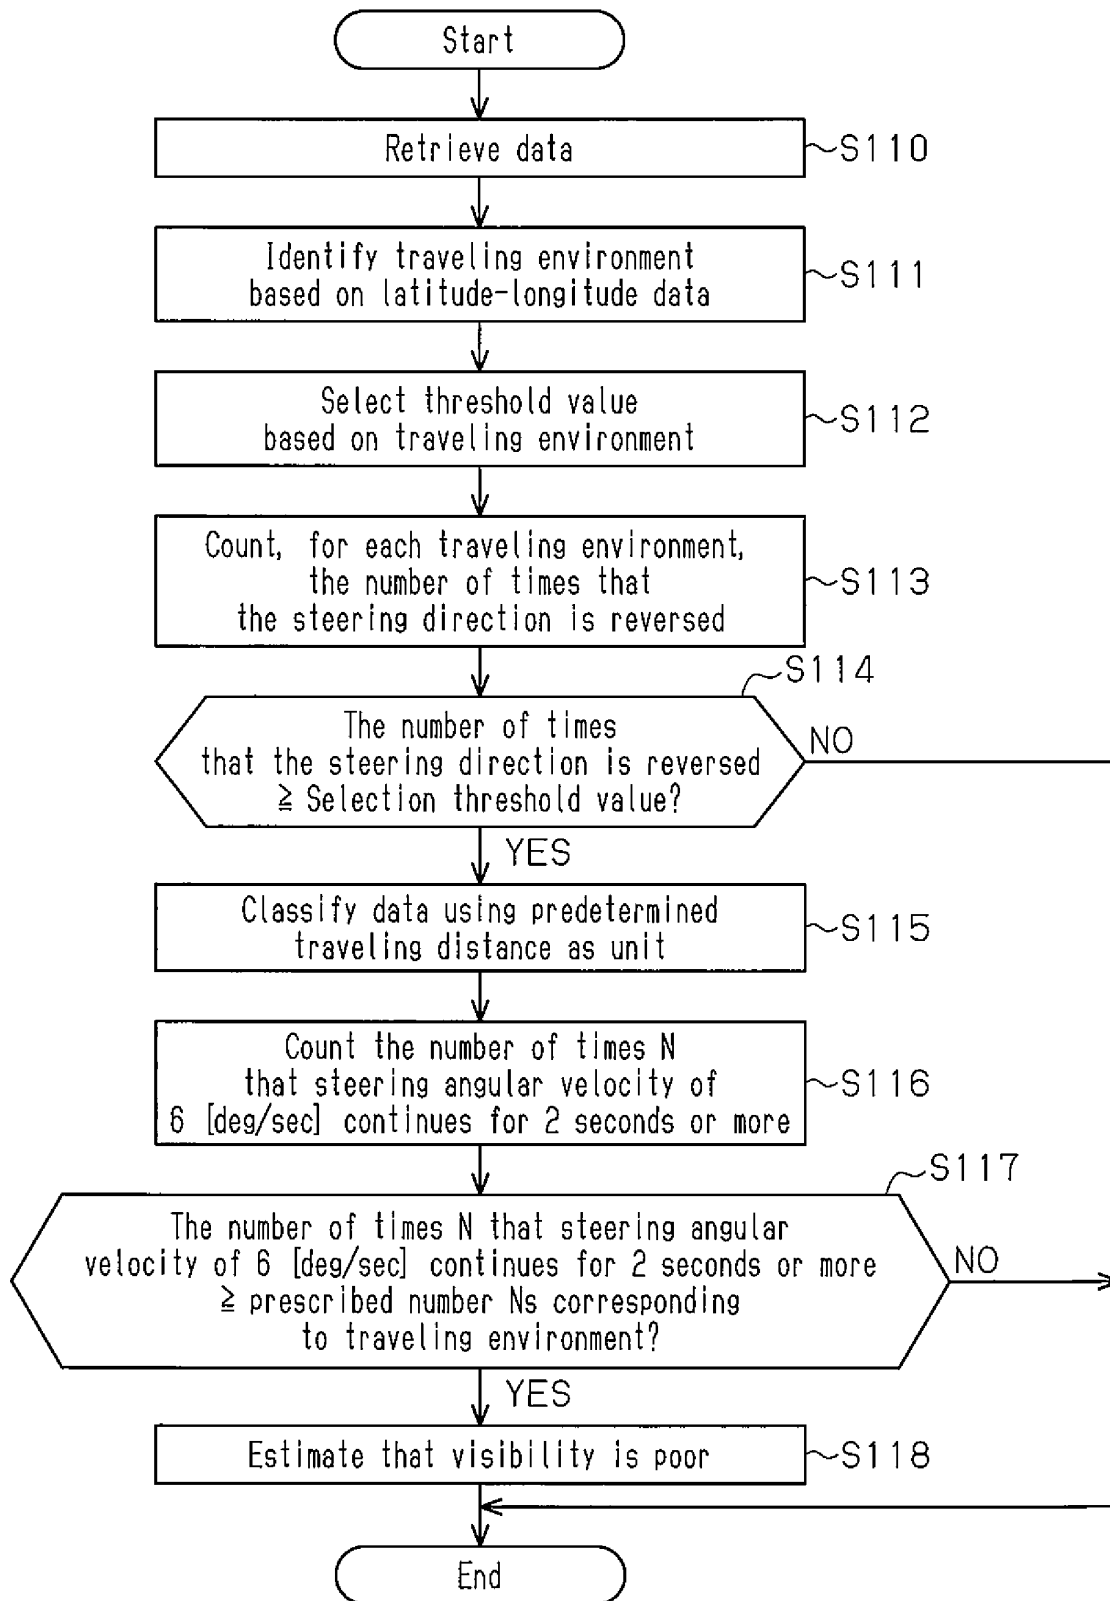 Start
Retrieve data
S110
Identify traveling environment
based on latitude-longitude data
S111
Select threshold value
based on traveling environment
S112
Count, for each traveling environment,
the number of times that
the steering direction is reversed
S113
S114
The number of times
that the steering direction is reversed
≧ Selection threshold value?
NO
YES
Classify data using predetermined
traveling distance as unit
S115
Count the number of times N
that steering angular velocity of
6 [deg/sec] continues for 2 seconds or more
S116
S117
The number of times N that steering angular
velocity of 6 [deg/sec] continues for 2 seconds or more
≧ prescribed number Ns corresponding
to traveling environment?
NO
YES
Estimate that visibility is poor
S118
End